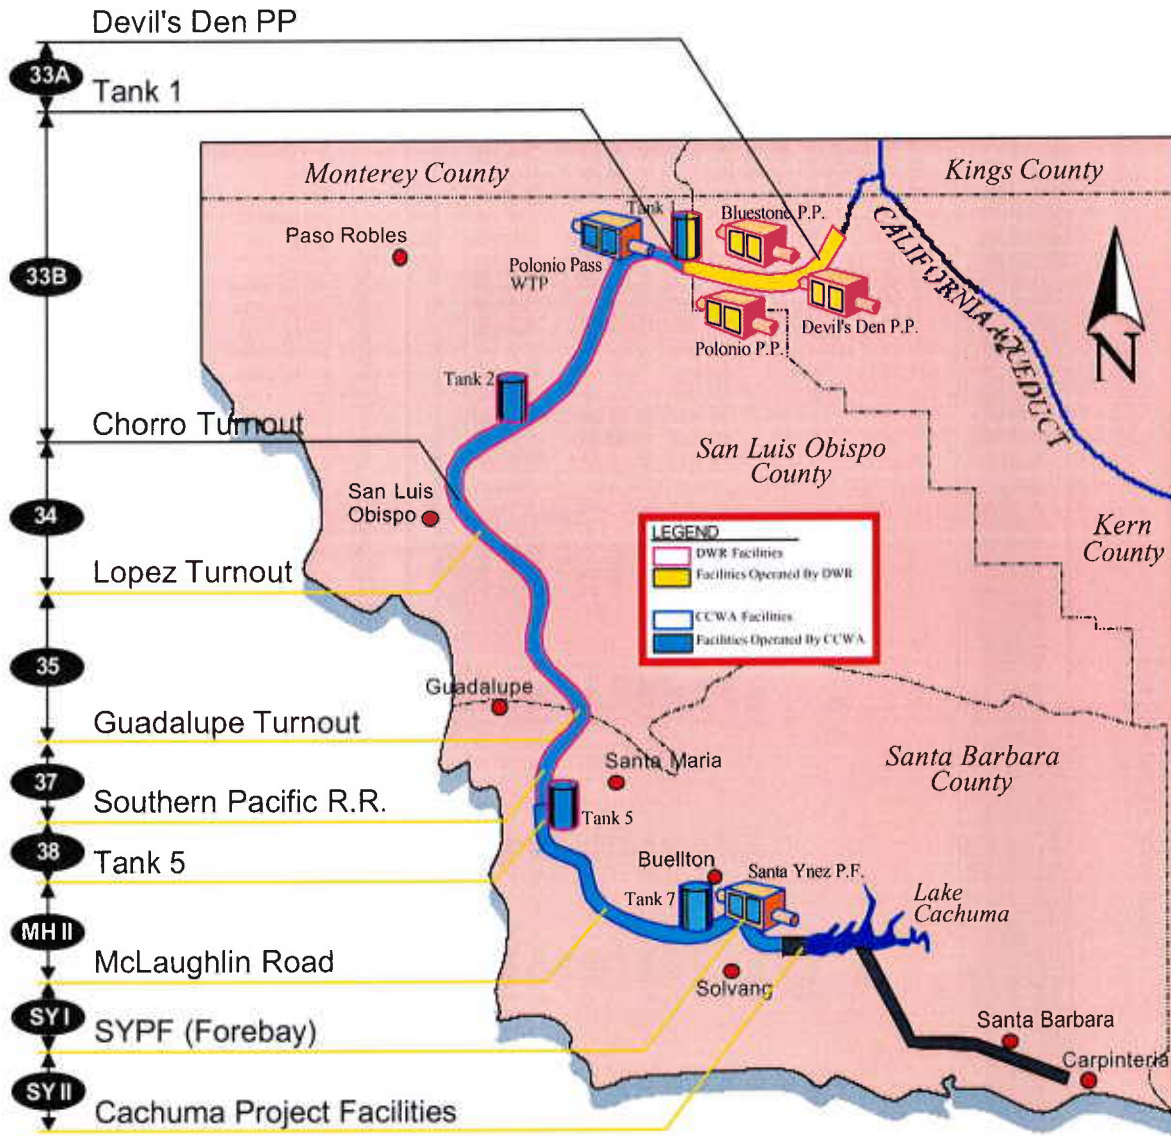 Devil's Den PP
33A
Tank 1
Monterey County
Kings County
Tank 1
Bluestone P.P.
Paso Robles
Polonio Pass
WTP
33B
CALIFORNIA AQUEDUCT
Devil's Den P.P.
Polonio P.P.
N
Tank 2
Chorro Turnout
San Luis Obispo
County
San Luis
Obispo
34
Kern
County
LEGEND
DWR Facilities
Facilities Operated By DWR
CCWA Facilities
Facilities Operated By CCWA
Lopez Turnout
35
Guadalupe
Guadalupe Turnout
Santa Barbara
County
Santa Maria
37
Southern Pacific R.R.
Tank 5
38
Tank 5
Buellton
Santa Ynez P.F.
Tank 7
Lake
Cachuma
MH II
McLaughlin Road
Solvang
SY I
SYPF (Forebay)
Santa Barbara
Carpinteria
SY II
Cachuma Project Facilities